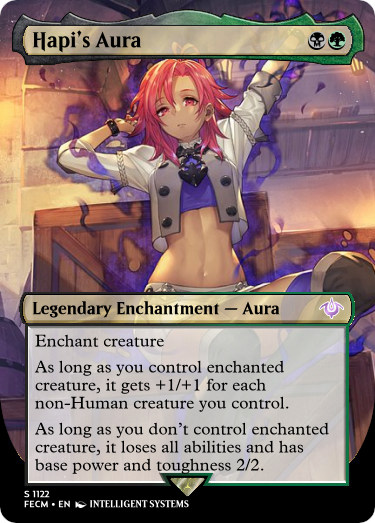 Hapi's Aura
Legendary Enchantment — Aura
Enchant creature
As long as you control enchanted
creature, it gets +1/+1 for each
non-Human creature you control.
As long as you don't control enchanted
creature, it loses all abilities and has
base power and toughness 2/2.
S 1122
FECM • EN INTELLIGENT SYSTEMS